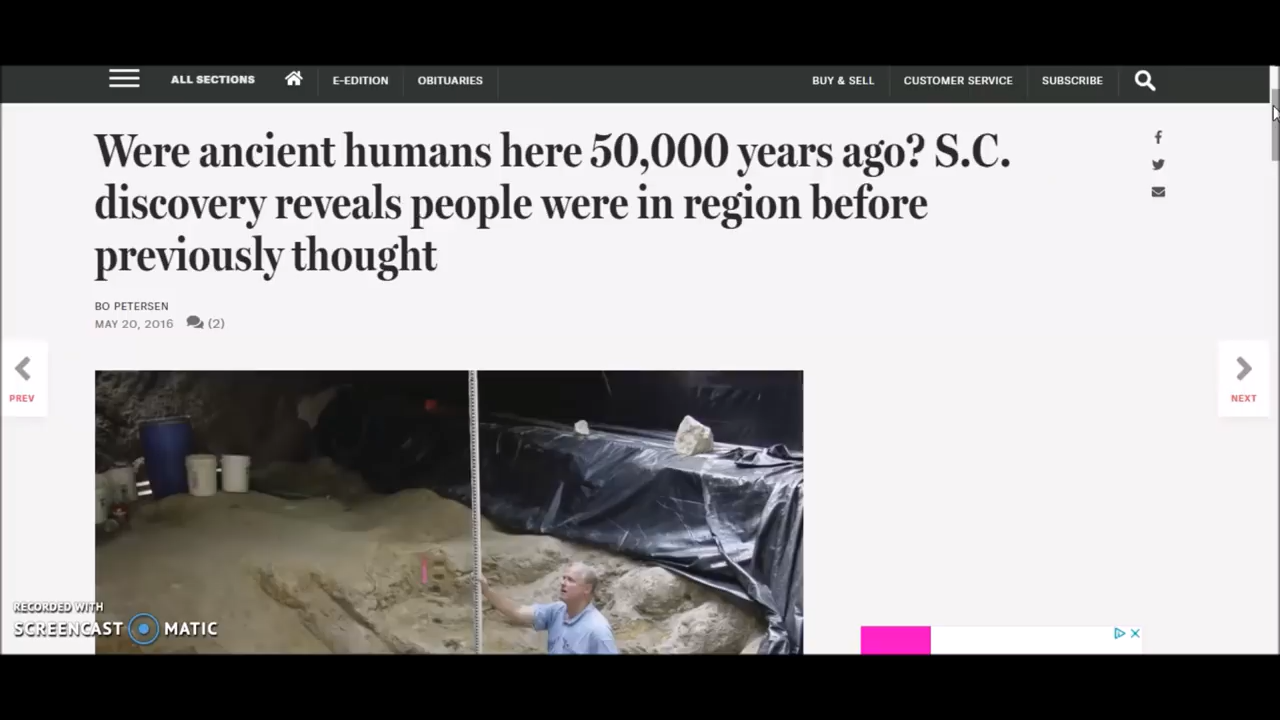 ALL SECTIONS E-EDITION OBITUARIES BUY & SELL CUSTOMER SERVICE SUBSCRIBE
Were ancient humans here 50,000 years ago? S.C.
discovery reveals people were in region before
previously thought
BO PETERSEN
MAY 20, 2016 (2)
PREV
NEXT
RECORDED WITH
SCREENCAST MATIC